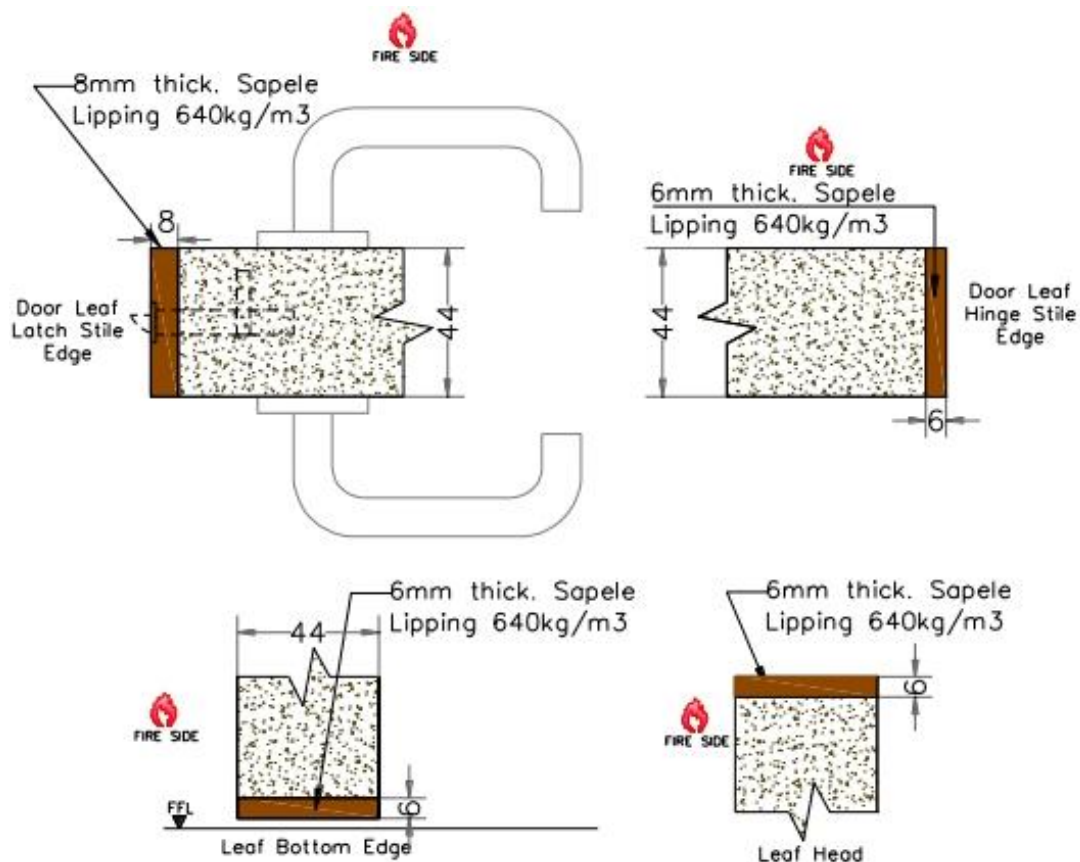 FIRE SIDE
8mm thick. Sapele
Lipping 640kg/m3
8
44
Door Leaf
Latch Stile
Edge
FIRE SIDE
6mm thick. Sapele
Lipping 640kg/m3
44
Door Leaf
Hinge Stile
Edge
6
6mm thick. Sapele
Lipping 640kg/m3
44
FIRE SIDE
6
FFL
Leaf Bottom Edge
6mm thick. Sapele
Lipping 640kg/m3
6
FIRE SIDE
Leaf Head